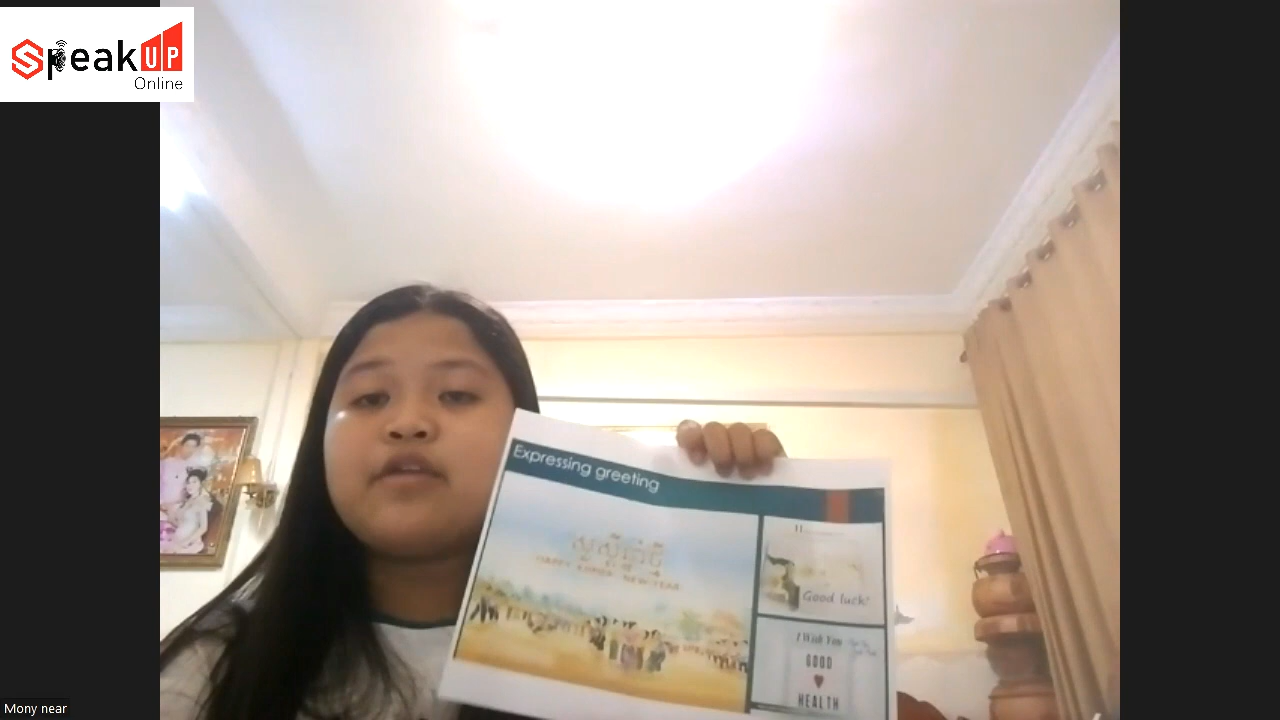 SpeakUP
Online
Expressing greeting
HAPPY KHMER NEW YEAR
Good luck!
I Wish You
GOOD
HEALTH
Mony near